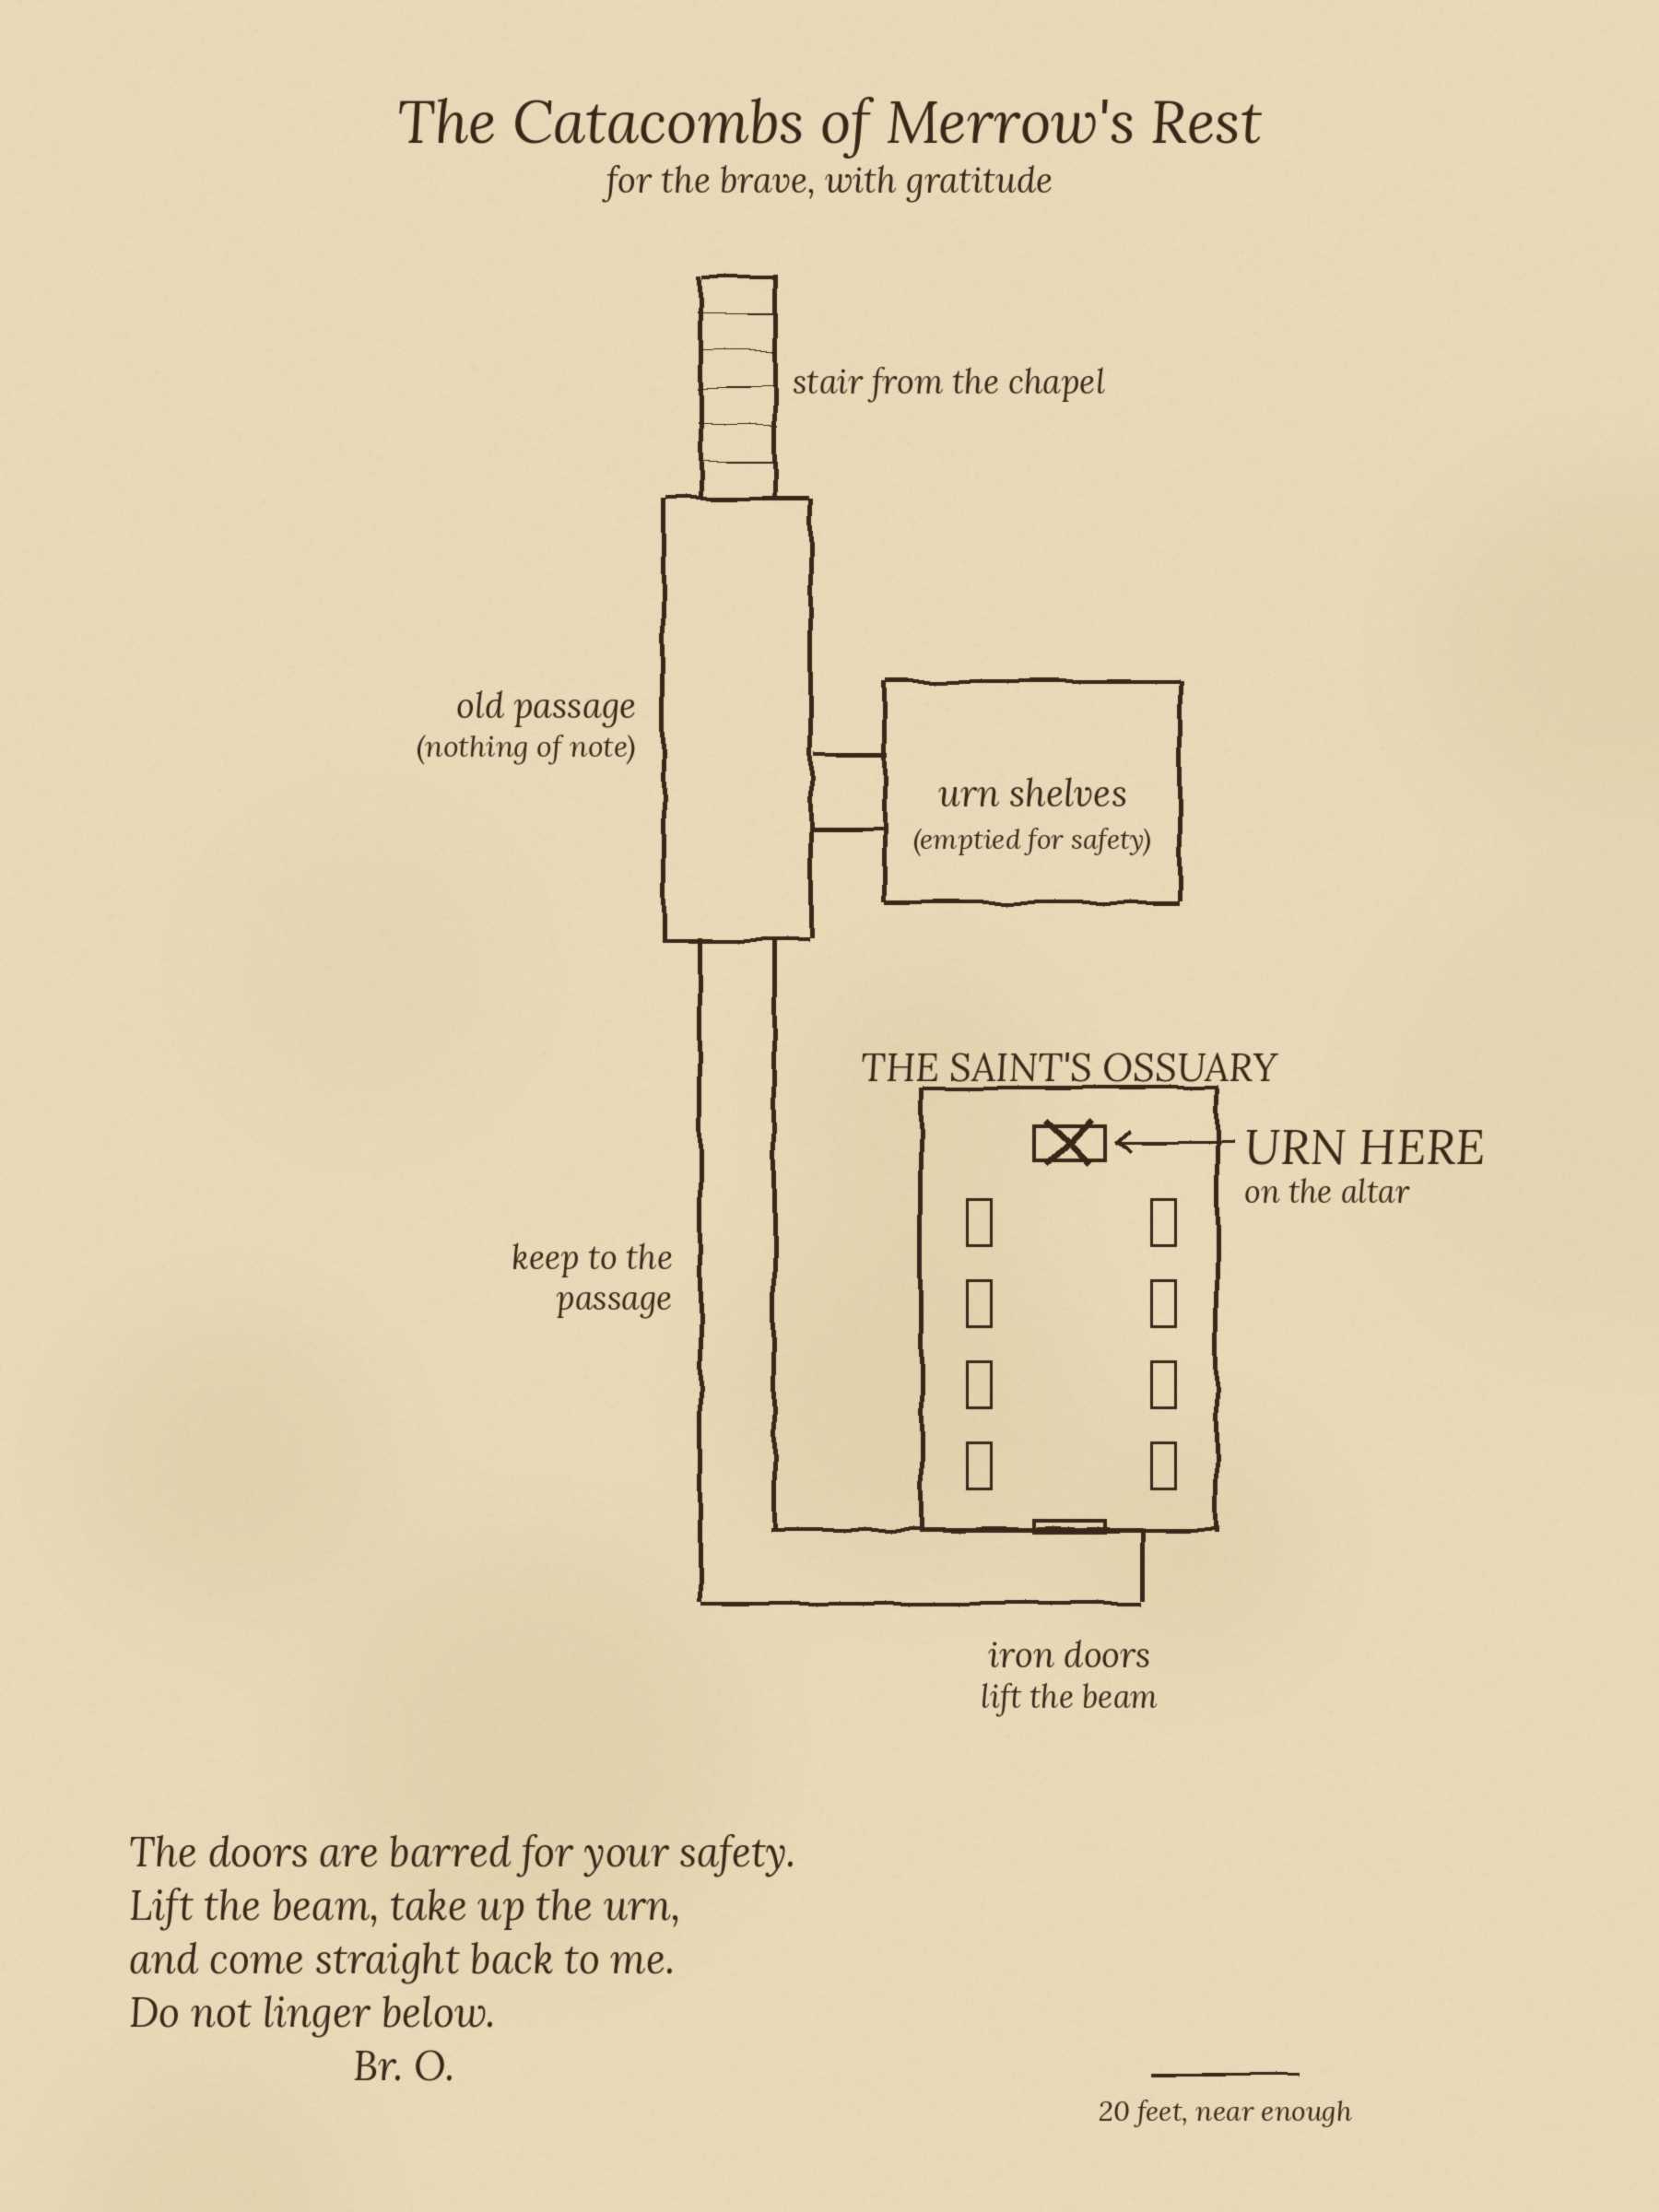 The Catacombs of Merrow's Rest
for the brave, with gratitude
stair from the chapel
old passage
(nothing of note)
urn shelves
(emptied for safety)
THE SAINT'S OSSUARY
URN HERE
on the altar
keep to the
passage
iron doors
lift the beam
The doors are barred for your safety.
Lift the beam, take up the urn,
and come straight back to me.
Do not linger below.
Br. O.
20 feet, near enough